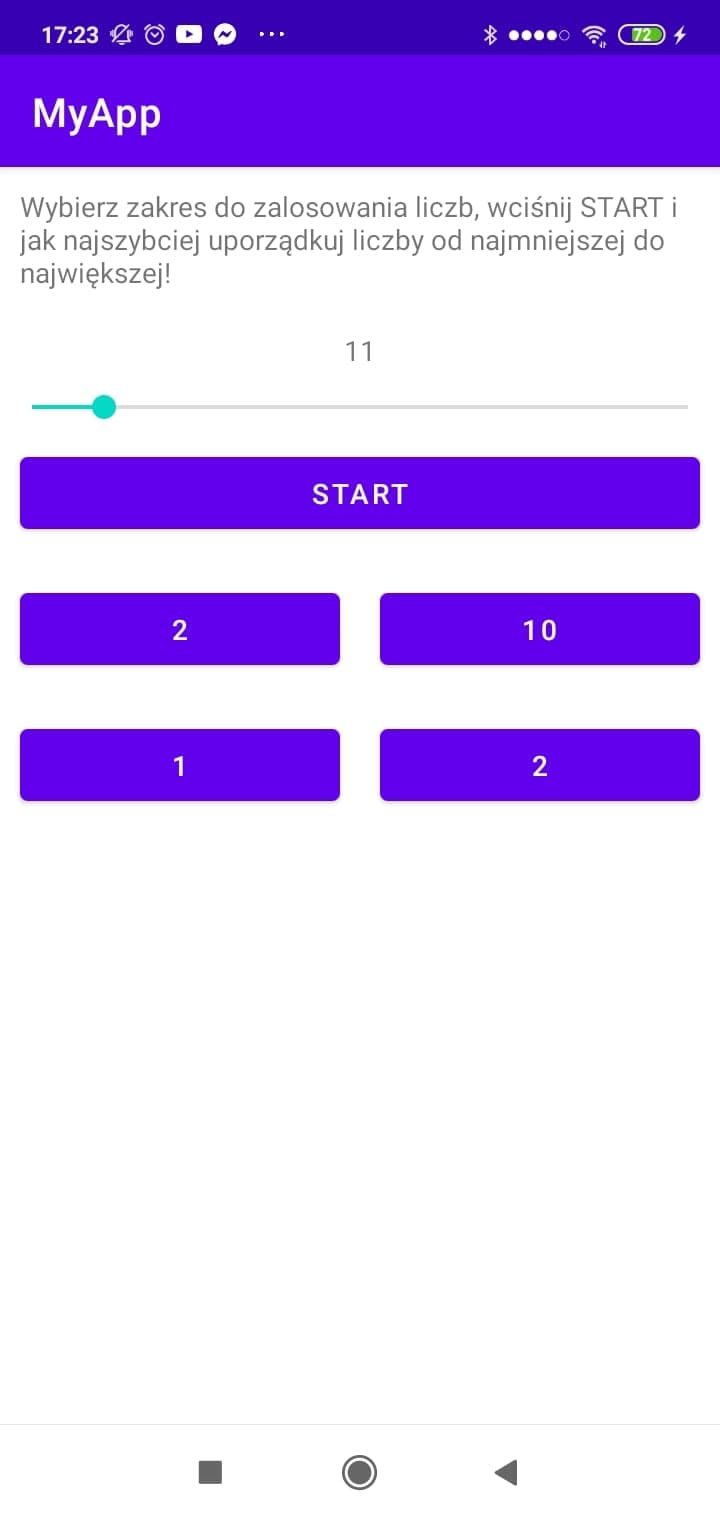 17:23
72
MyApp
Wybierz zakres do zalosowania liczb, wciśnij START i
jak najszybciej uporządkuj liczby od najmniejszej do
największej!
11
START
2
10
1
2